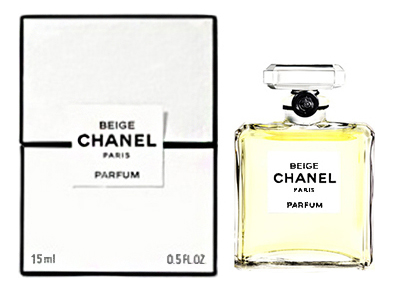 BEIGE
CHANEL
PARIS
PARFUM
15ml 0.5 FL OZ
BEIGE
CHANEL
PARIS
PARFUM